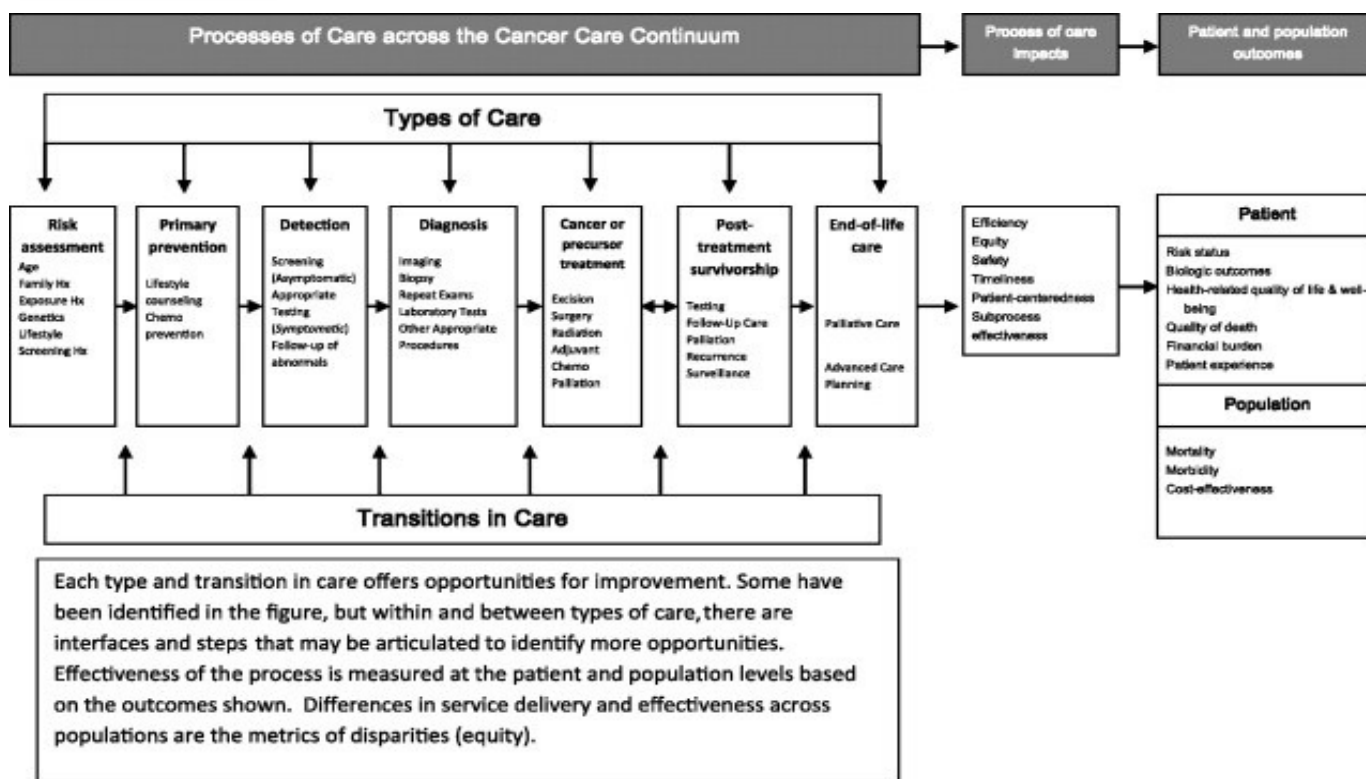 Processes of Care across the Cancer Care Continuum
Process of care
impacts
Patient and population
outcomes
Types of Care
Risk
assessment
Age
Family Hx
Exposure Hx
Genetics
Lifestyle
Screening Hx
Primary
prevention
Lifestyle
counseling
Chemo
prevention
Detection
Screening
(Asymptomatic)
Appropriate
Testing
(Symptomatic)
Follow-up of
abnormals
Diagnosis
Imaging
Biopsy
Repeat Exams
Laboratory Tests
Other Appropriate
Procedures
Cancer or
precursor
treatment
Excision
Surgery
Radiation
Adjuvant
Chemo
Palliation
Post-
treatment
survivorship
Testing
Follow-Up Care
Palliation
Recurrence
Surveillance
End-of-life
care
Palliative Care
Advanced Care
Planning
Efficiency
Equity
Safety
Timeliness
Patient-centeredness
Subprocess
effectiveness
Patient
Risk status
Biologic outcomes
Health-related quality of life & well-
being
Quality of death
Financial burden
Patient experience
Population
Mortality
Morbidity
Cost-effectiveness
Transitions in Care
Each type and transition in care offers opportunities for improvement. Some have
been identified in the figure, but within and between types of care, there are
interfaces and steps that may be articulated to identify more opportunities.
Effectiveness of the process is measured at the patient and population levels based
on the outcomes shown. Differences in service delivery and effectiveness across
populations are the metrics of disparities (equity).